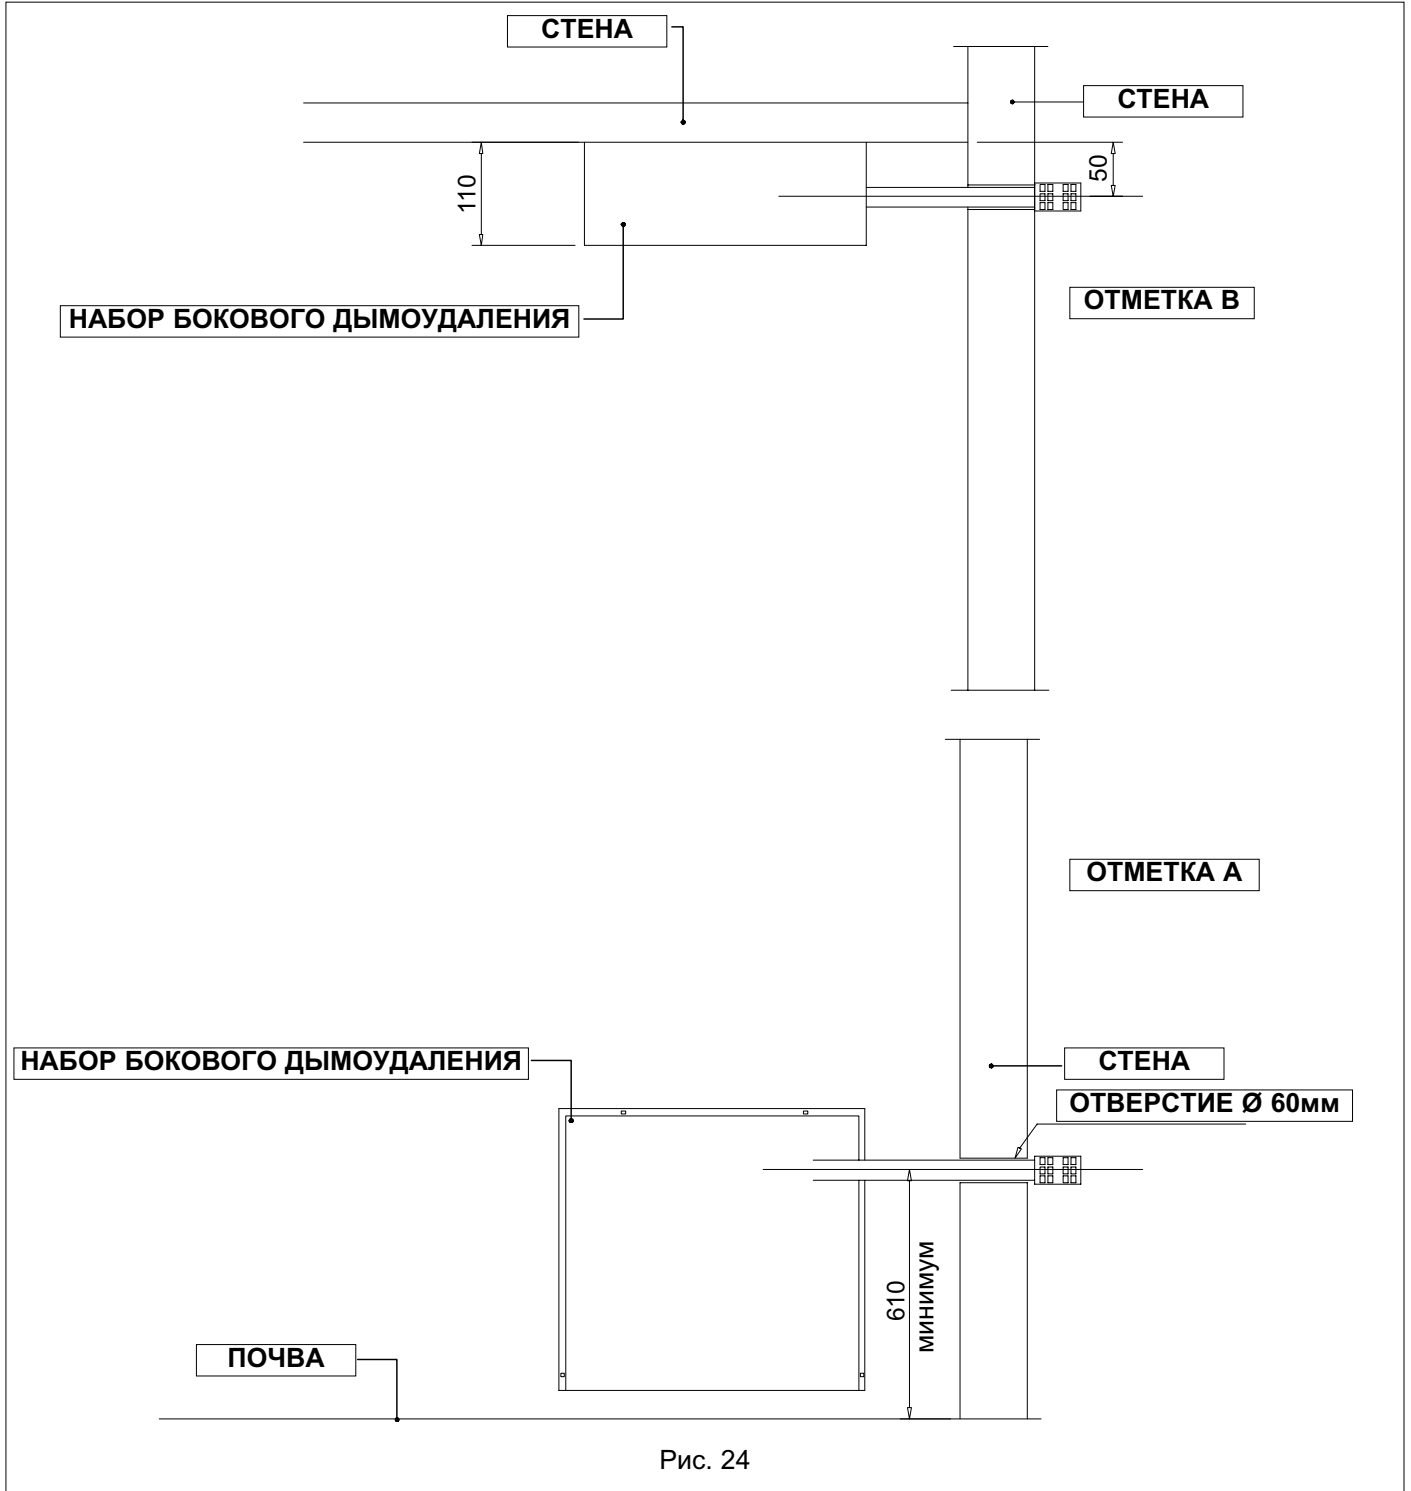 СТЕНА
СТЕНА
50
110
ОТМЕТКА В
НАБОР БОКОВОГО ДЫМОУДАЛЕНИЯ
ОТМЕТКА А
НАБОР БОКОВОГО ДЫМОУДАЛЕНИЯ
СТЕНА
ОТВЕРСТИЕ Ø 60мм
610
минимум
ПОЧВА
Рис. 24